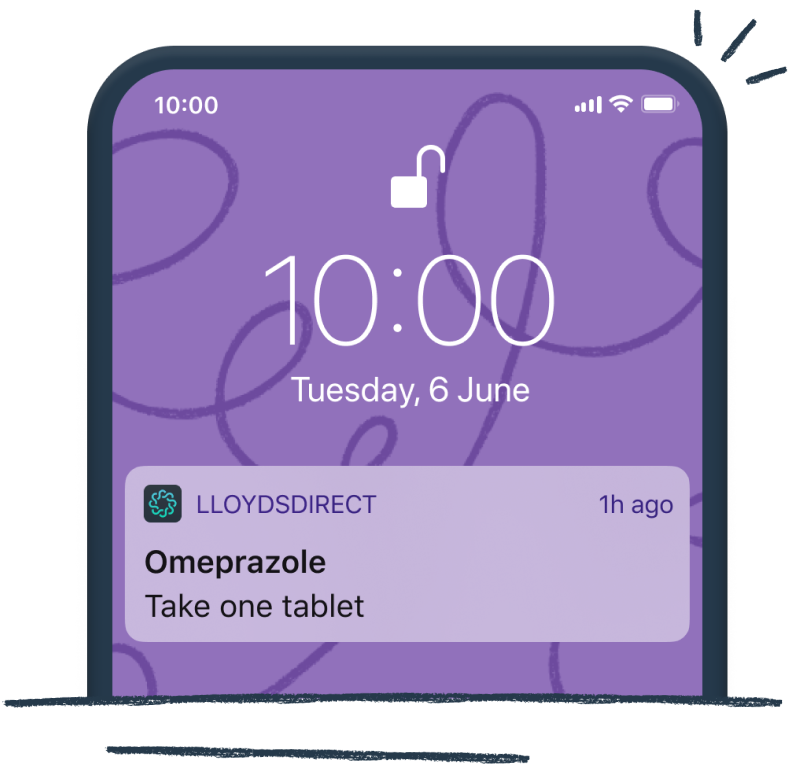 10:00
10:00
Tuesday, 6 June
LLOYDSDIRECT 1h ago
Omeprazole
Take one tablet